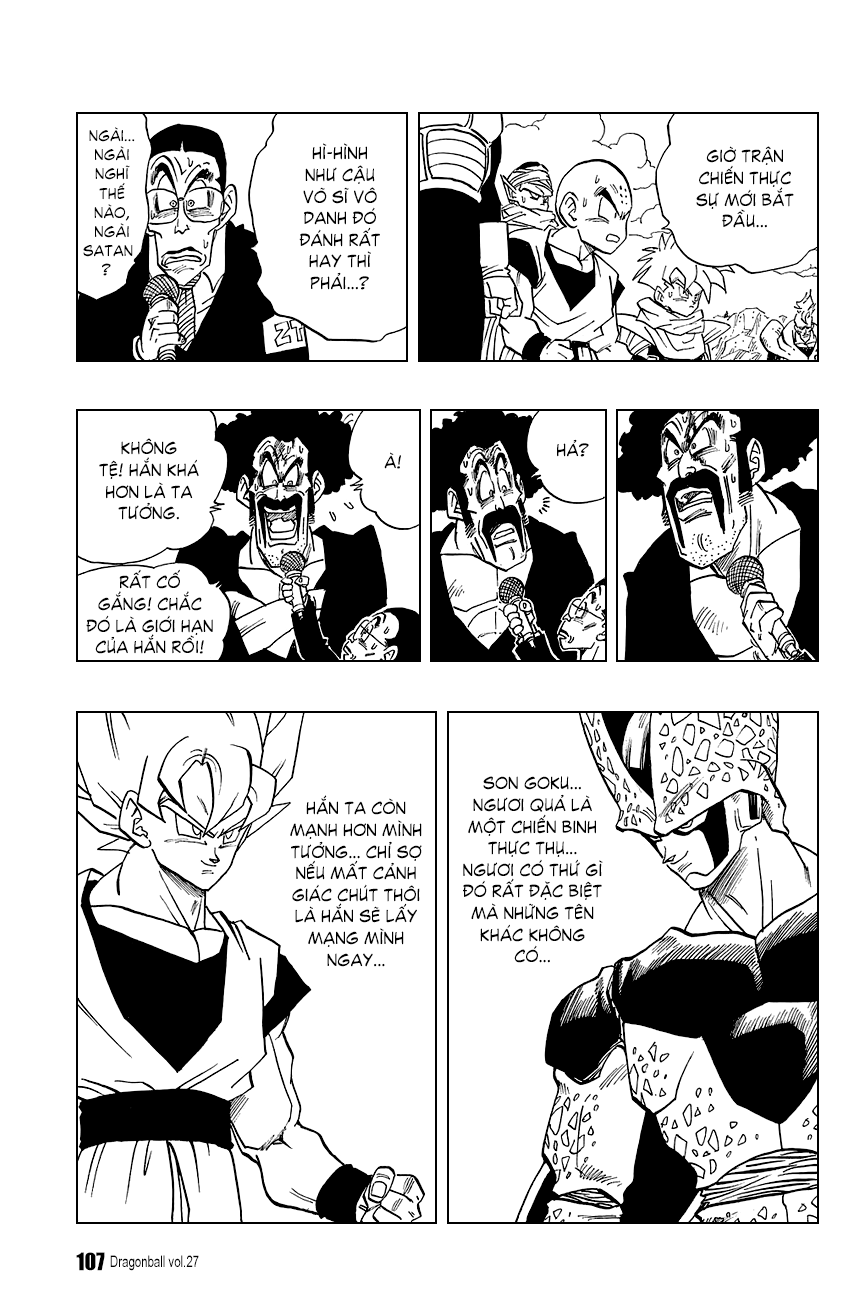 GIỜ TRẬN
CHIẾN THỰC
SỰ MỚI BẮT
ĐẦU...
HÌ-HÌNH
NHƯ CẬU
VÕ SĨ VÔ
DANH ĐÓ
ĐÁNH RẤT
HAY THÌ
PHẢI...?
NGÀI...
NGÀI
NGHĨ
THẾ
NÀO,
NGÀI
SATAN
?
ZT
HẢ?
À!
KHÔNG
TỆ! HẮN KHÁ
HƠN LÀ TA
TƯỞNG.
RẤT CỐ
GẮNG! CHẮC
ĐÓ LÀ GIỚI HẠN
CỦA HẮN RỒI!
SON GOKU...
NGƯƠI QUẢ LÀ
MỘT CHIẾN BINH
THỰC THỤ...
NGƯƠI CÓ THỨ GÌ
ĐÓ RẤT ĐẶC BIỆT
MÀ NHỮNG TÊN
KHÁC KHÔNG
CÓ...
HẮN TA CÒN
MẠNH HƠN MÌNH
TƯỞNG... CHỈ SỢ
NẾU MẤT CẢNH
GIÁC CHÚT THÔI
LÀ HẮN SẼ LẤY
MẠNG MÌNH
NGAY...
107 Dragonball vol.27